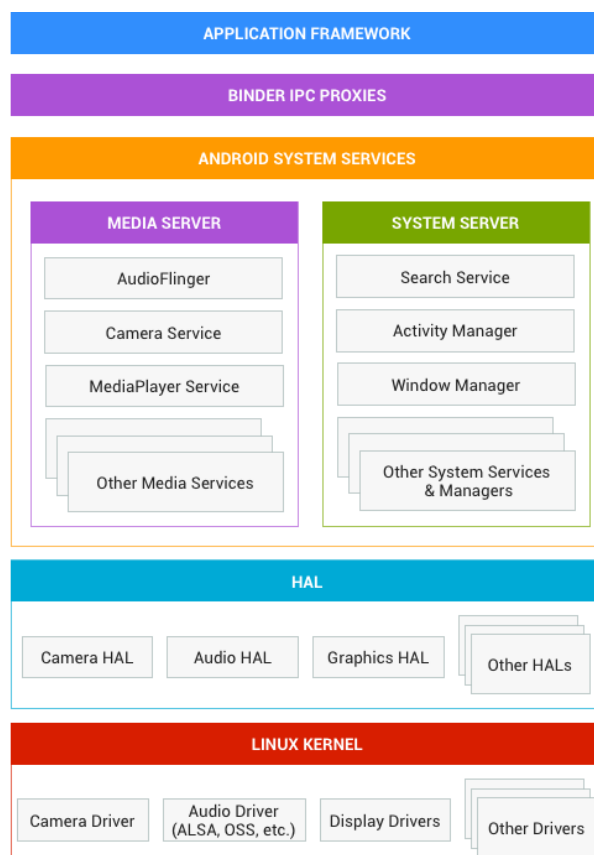 APPLICATION FRAMEWORK
BINDER IPC PROXIES
ANDROID SYSTEM SERVICES
MEDIA SERVER
AudioFlinger
Camera Service
MediaPlayer Service
Other Media Services
SYSTEM SERVER
Search Service
Activity Manager
Window Manager
Other System Services
& Managers
HAL
Camera HAL
Audio HAL
Graphics HAL
Other HALs
LINUX KERNEL
Camera Driver
Audio Driver
(ALSA, OSS, etc.)
Display Drivers
Other Drivers